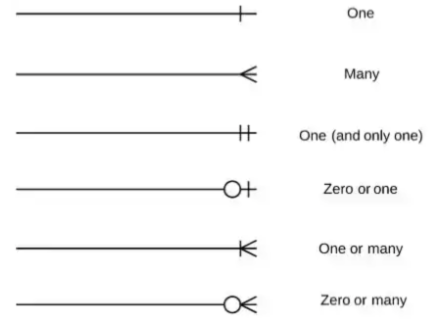 One
Many
One (and only one)
Zero or one
One or many
Zero or many